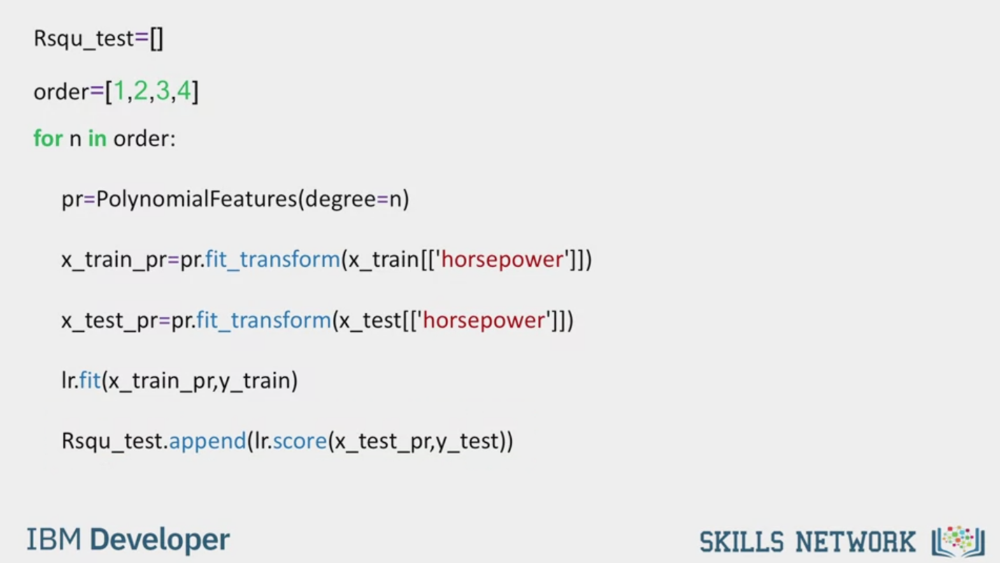 Rsqu_test=[]
order=[1,2,3,4]
for n in order:
pr=PolynomialFeatures(degree=n)
x_train_pr=pr.fit_transform(x_train[['horsepower']])
x_test_pr=pr.fit_transform(x_test[['horsepower']])
lr.fit(x_train_pr,y_train)
Rsqu_test.append(lr.score(x_test_pr,y_test))
IBM Developer
SKILLS NETWORK